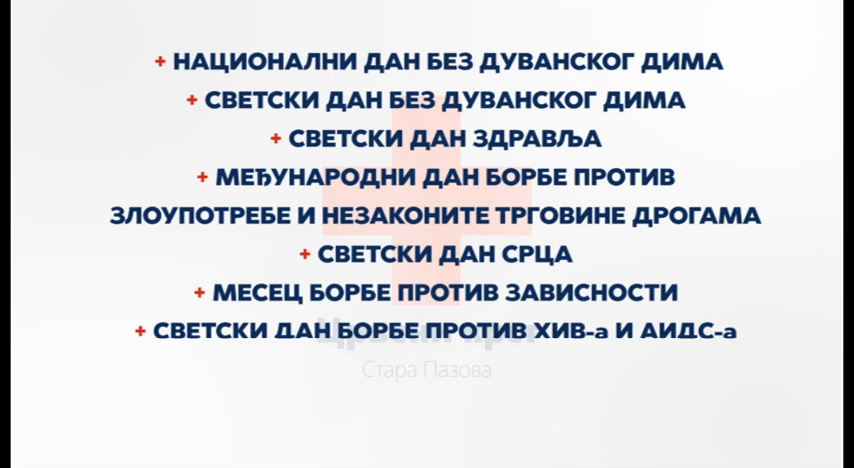 + НАЦИОНАЛНИ ДАН БЕЗ ДУВАНСКОГ ДИМА
+ СВЕТСКИ ДАН БЕЗ ДУВАНСКОГ ДИМА
+ СВЕТСКИ ДАН ЗДРАВЉА
+ МЕЂУНАРОДНИ ДАН БОРБЕ ПРОТИВ
ЗЛОУПОТРЕБЕ И НЕЗАКОНИТЕ ТРГОВИНЕ ДРОГАМА
+ СВЕТСКИ ДАН СРЦА
+ МЕСЕЦ БОРБЕ ПРОТИВ ЗАВИСНОСТИ
+ СВЕТСКИ ДАН БОРБЕ ПРОТИВ ХИВ-а И АИДС-а
Стара Пазова